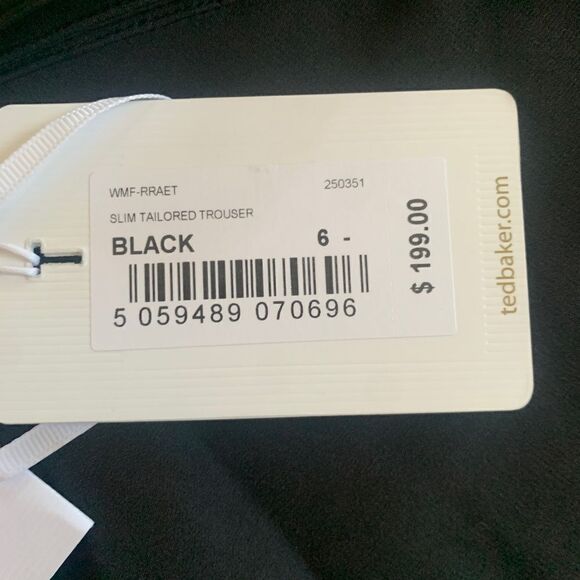 WMF-RRAET 250351
SLIM TAILORED TROUSER
BLACK 6 -
5 059489 070696
$ 199.00
tedbaker.com